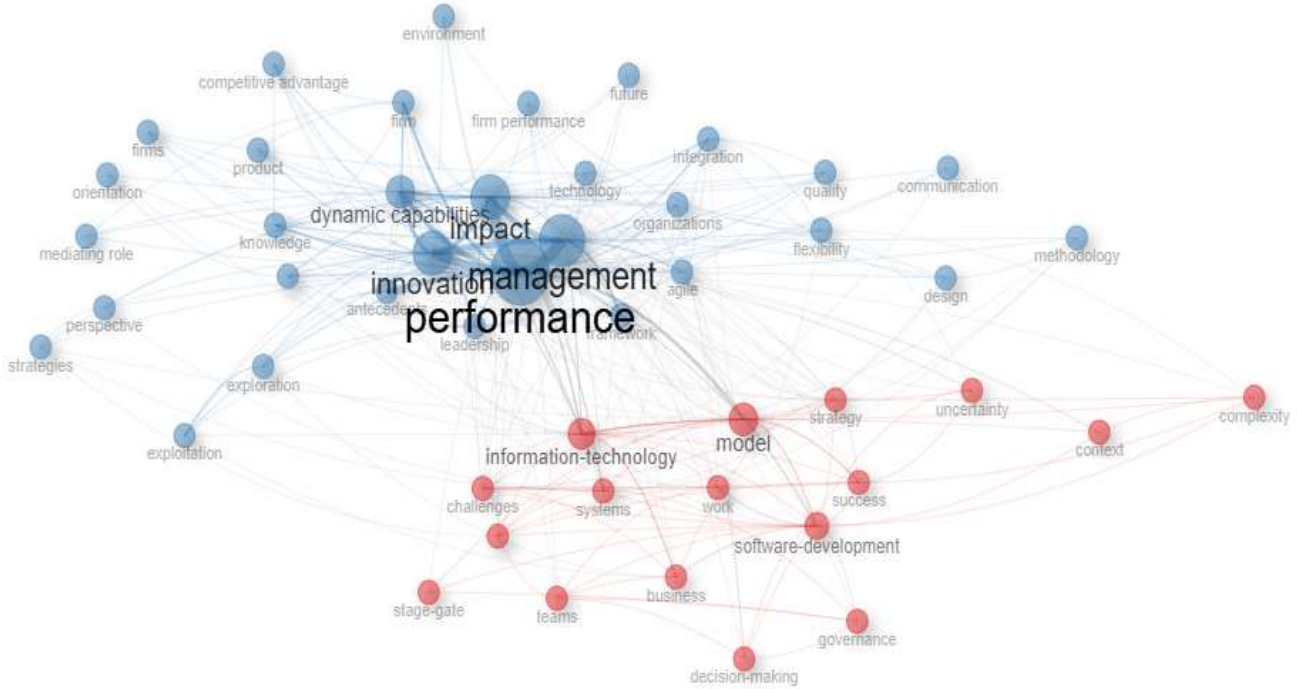 environment
competitive advantage
future
firm
firm performance
firms
product
integration
technology
quality
communication
orientation
dynamic capabilities
impact
organizations
mediating role
knowledge
flexibility
methodology
innovation
management
agile
design
antecedents
perspective
performance
framework
leadership
strategies
exploration
strategy
uncertainty
complexity
exploitation
information-technology
model
context
challenges
systems
work
success
software-development
stage-gate
teams
business
governance
decision-making